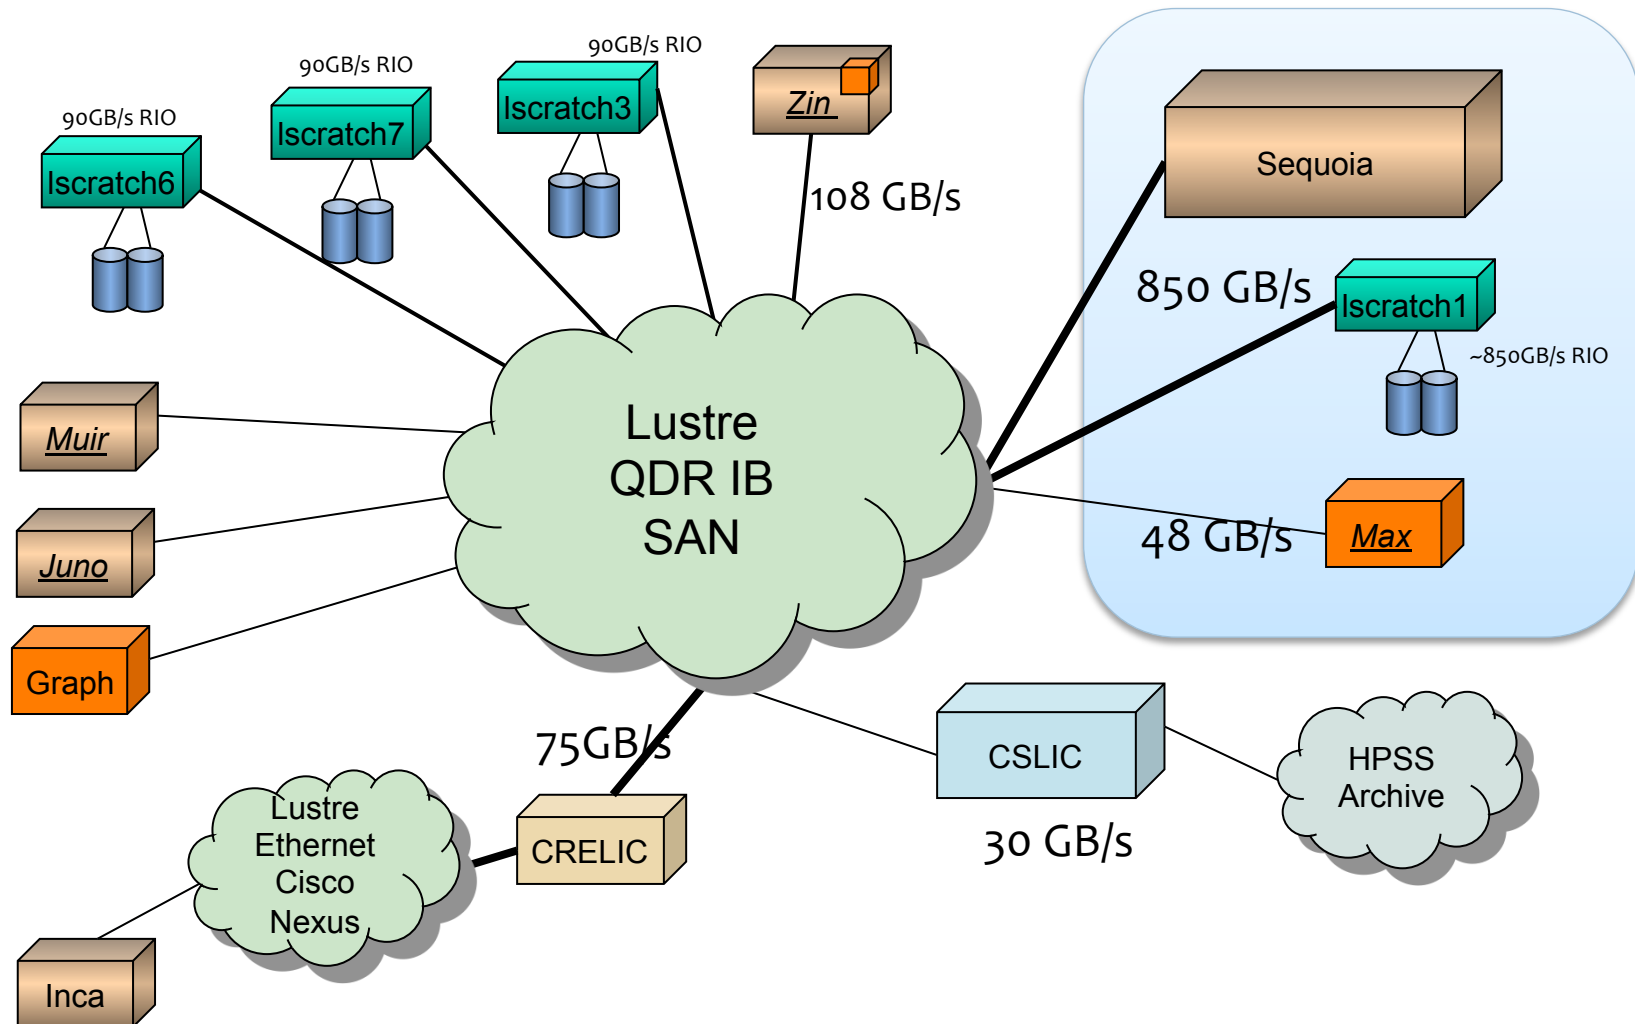 90GB/s RIO
90GB/s RIO
90GB/s RIO
lscratch6
lscratch7
lscratch3
Zin
108 GB/s
Sequoia
850 GB/s
lscratch1
~850GB/s RIO
Muir
Juno
Graph
Lustre
QDR IB
SAN
48 GB/s
Max
75GB/s
CSLIC
30 GB/s
HPSS
Archive
Lustre
Ethernet
Cisco
Nexus
CRELIC
Inca